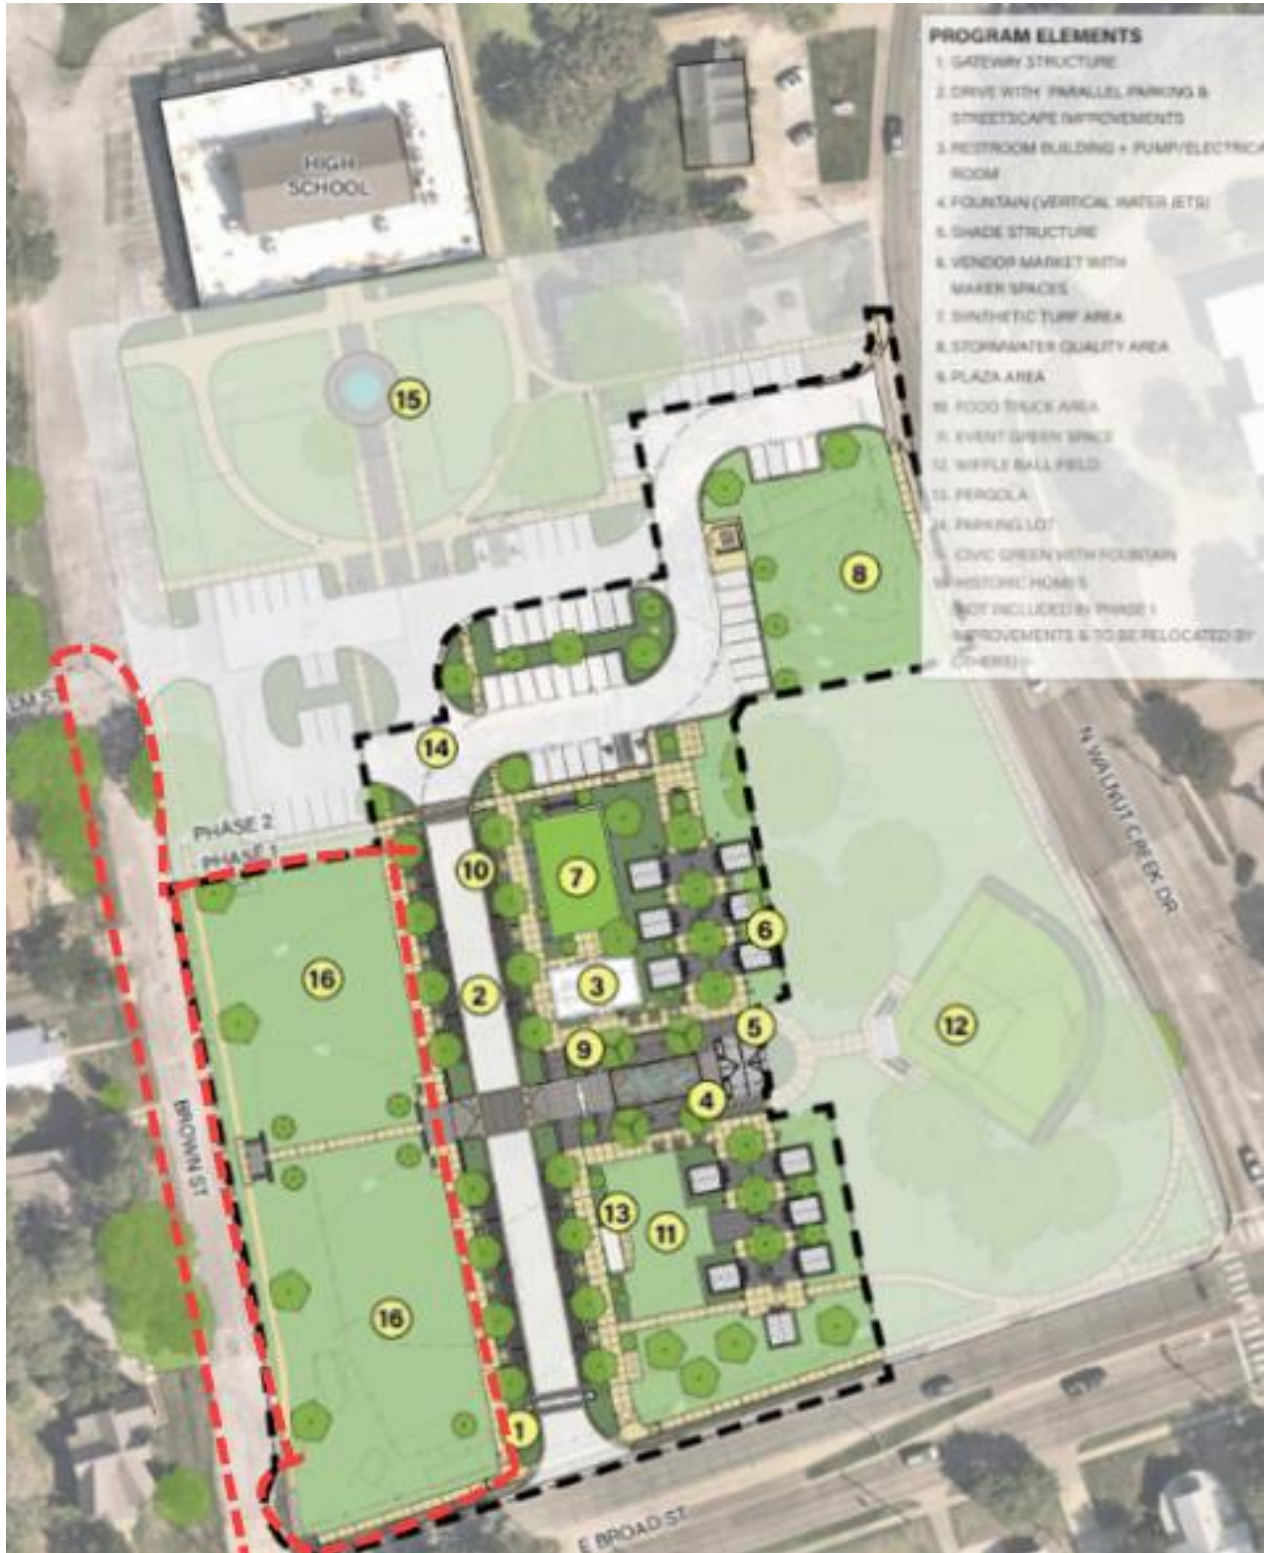 PROGRAM ELEMENTS
1. GATEWAY STRUCTURE
2. DRIVE WITH PARALLEL PARKING &
STREETSCAPE IMPROVEMENTS
3. RESTROOM BUILDING + PUMP/ELECTRICA
ROOM
4. FOUNTAIN (VERTICAL WATER JETS)
5. SHADE STRUCTURE
6. VENDOR MARKET WITH
MAKER SPACES
7. SYNTHETIC TURF AREA
8. STORMWATER QUALITY AREA
9. PLAZA AREA
10. FOOD TRUCK AREA
11. EVENT GREEN SPACE
12. WIFFLE BALL FIELD
13. PERGOLA
14. PARKING LOT
CIVIC GREEN WITH FOUNTAIN
HISTORIC HOMES
NOT INCLUDED IN PHASE 1
IMPROVEMENTS & TO BE RELOCATED BY
OTHERS)
HIGH
SCHOOL
15
8
LM S
14
N WALNUT CREEK DR
PHASE 2
PHASE 1
10
7
6
16
2
3
5
12
9
4
BROWN ST
13
11
16
1
E BROAD ST